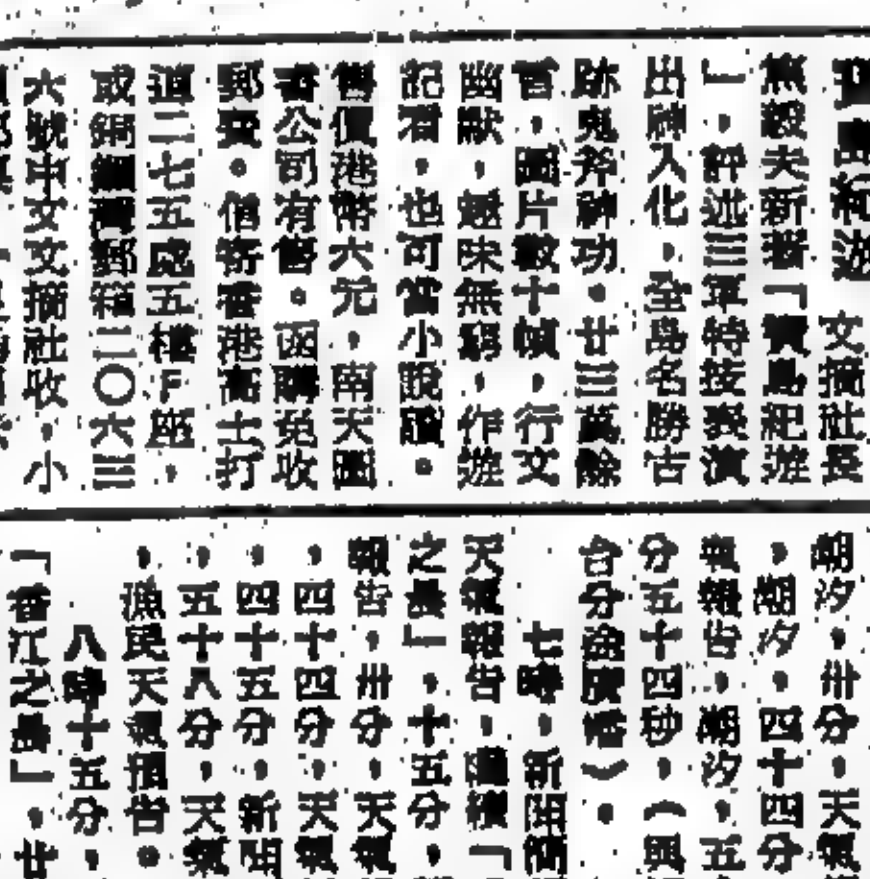 寶島紀遊　文摘社長
無穀夫新著「寶島紀遊
」，評述三軍特技表演
出神入化，全島名勝古
跡鬼斧神功。廿三萬餘
言，圖片數十幀，行文
幽默，趣味無窮，作遊
記看，也可當小說讀。
售價港幣六元，南天圖
書公司有售。函購免收
郵費。信寄香港高士打
道二七五處五樓F座，
或銅鑼灣郵箱二〇六三
六號中文文摘社收，小
潮汐，卅分，天氣
，潮汐，四十四分
氣報告，潮汐，五
分五十四秒，（與
台分途廣播）。
七時，新聞簡
天氣報告，繼續「
之晨」，十五分，
報告，卅分，天氣
，四十四分，天氣
，四十五分，新聞
，五十八分，天氣
，漁民天氣預告。
八時十五分，
「香江之晨」，廿